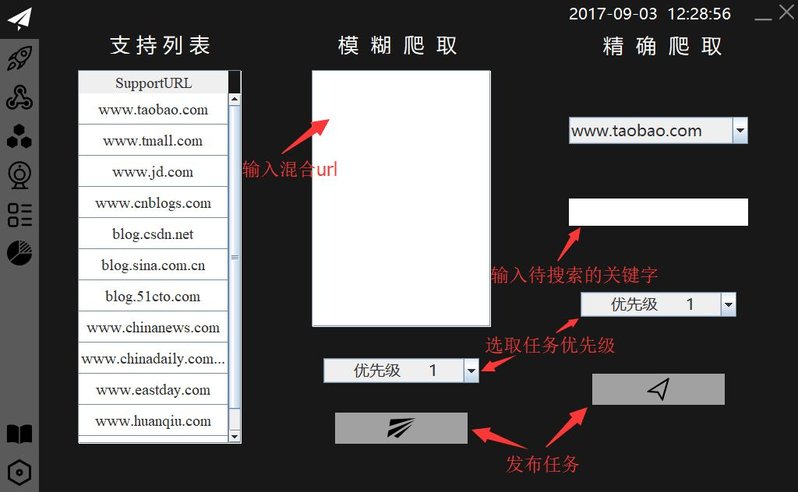 2017-09-03 12:28:56
支持列表
模糊爬取
精确爬取
SupportURL
www.taobao.com
www.tmall.com
www.jd.com
www.cnblogs.com
blog.csdn.net
blog.sina.com.cn
blog.51cto.com
www.chinanews.com
www.chinadaily.com...
www.eastday.com
www.huanqiu.com
输入混合url
优先级 1
www.taobao.com
输入待搜索的关键字
优先级 1
选取任务优先级
发布任务